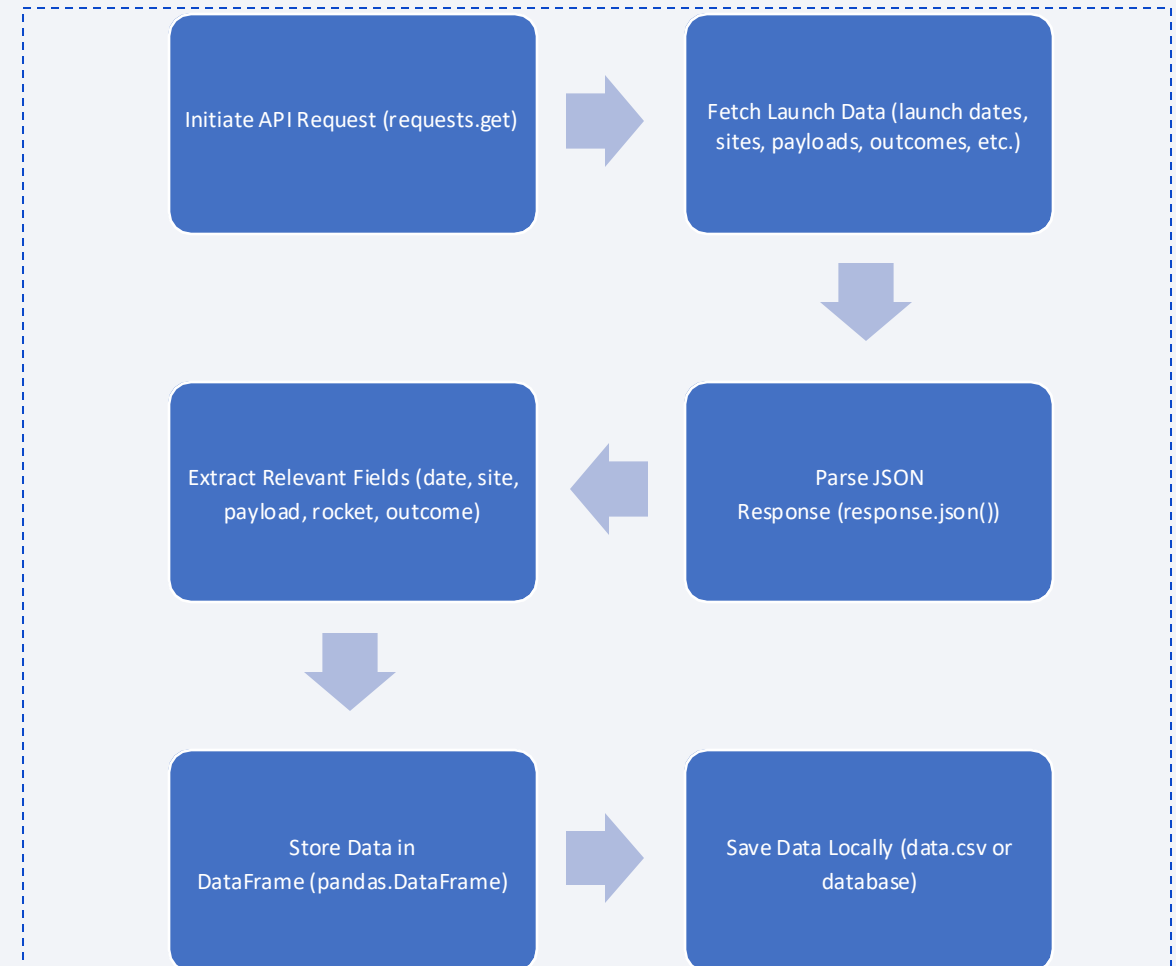 Initiate API Request (requests.get)
Fetch Launch Data (launch dates,
sites, payloads, outcomes, etc.)
Parse JSON
Response (response.json())
Extract Relevant Fields (date, site,
payload, rocket, outcome)
Store Data in
DataFrame (pandas.DataFrame)
Save Data Locally (data.csv or
database)